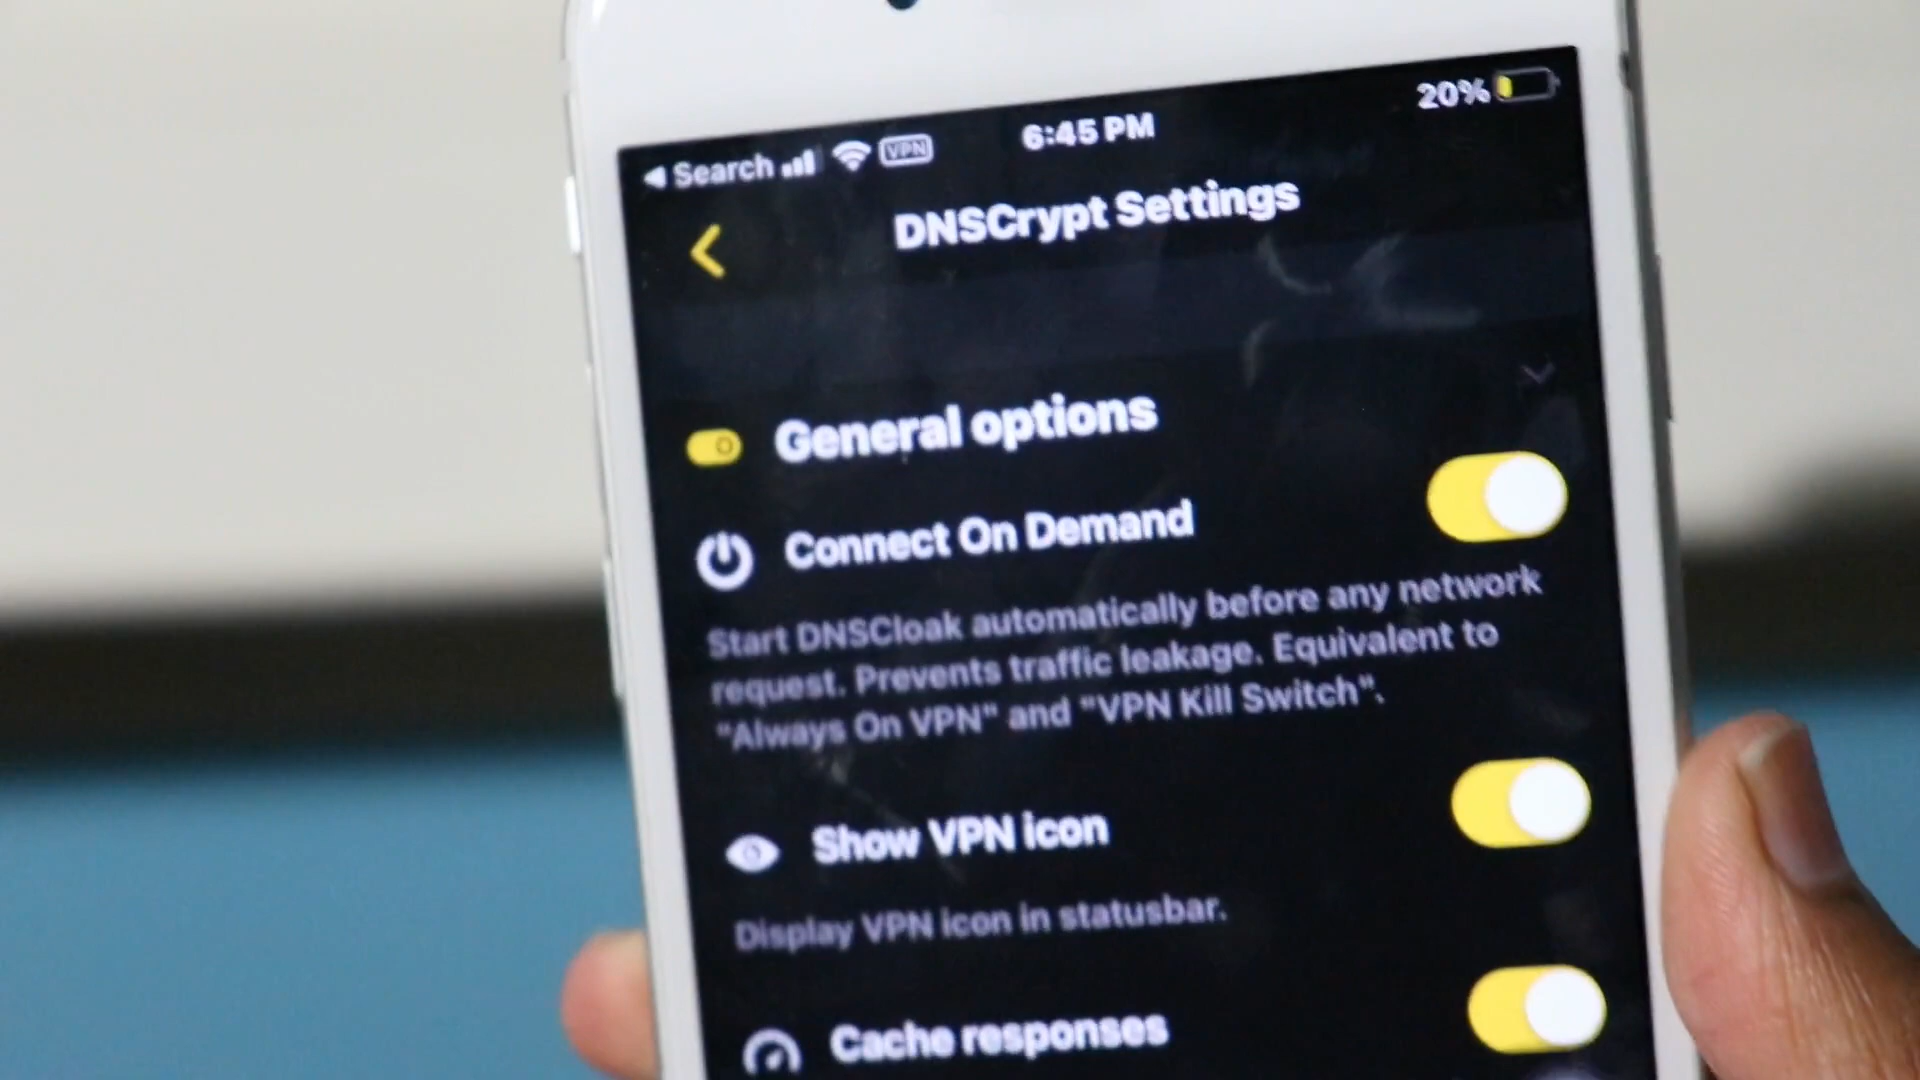 20%
Search VPN 6:45 PM
DNSCrypt Settings
General options
Connect On Demand
Start DNSCloak automatically before any network
request. Prevents traffic leakage. Equivalent to
"Always On VPN" and "VPN Kill Switch".
Show VPN icon
Display VPN icon in statusbar.
Cache responses